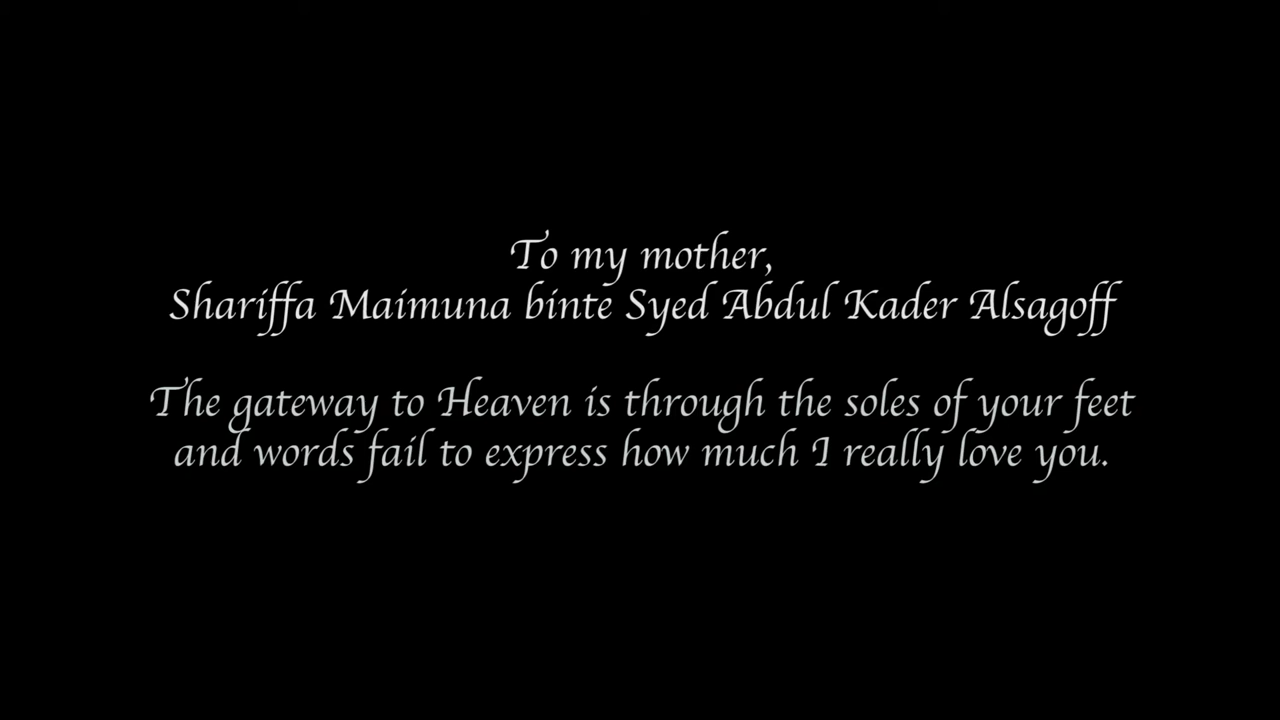 To my mother,
Shariffa Maimuna binte Syed Abdul Kader Alsagoff
The gateway to Heaven is through the soles of your feet
and words fail to express how much I really love you.